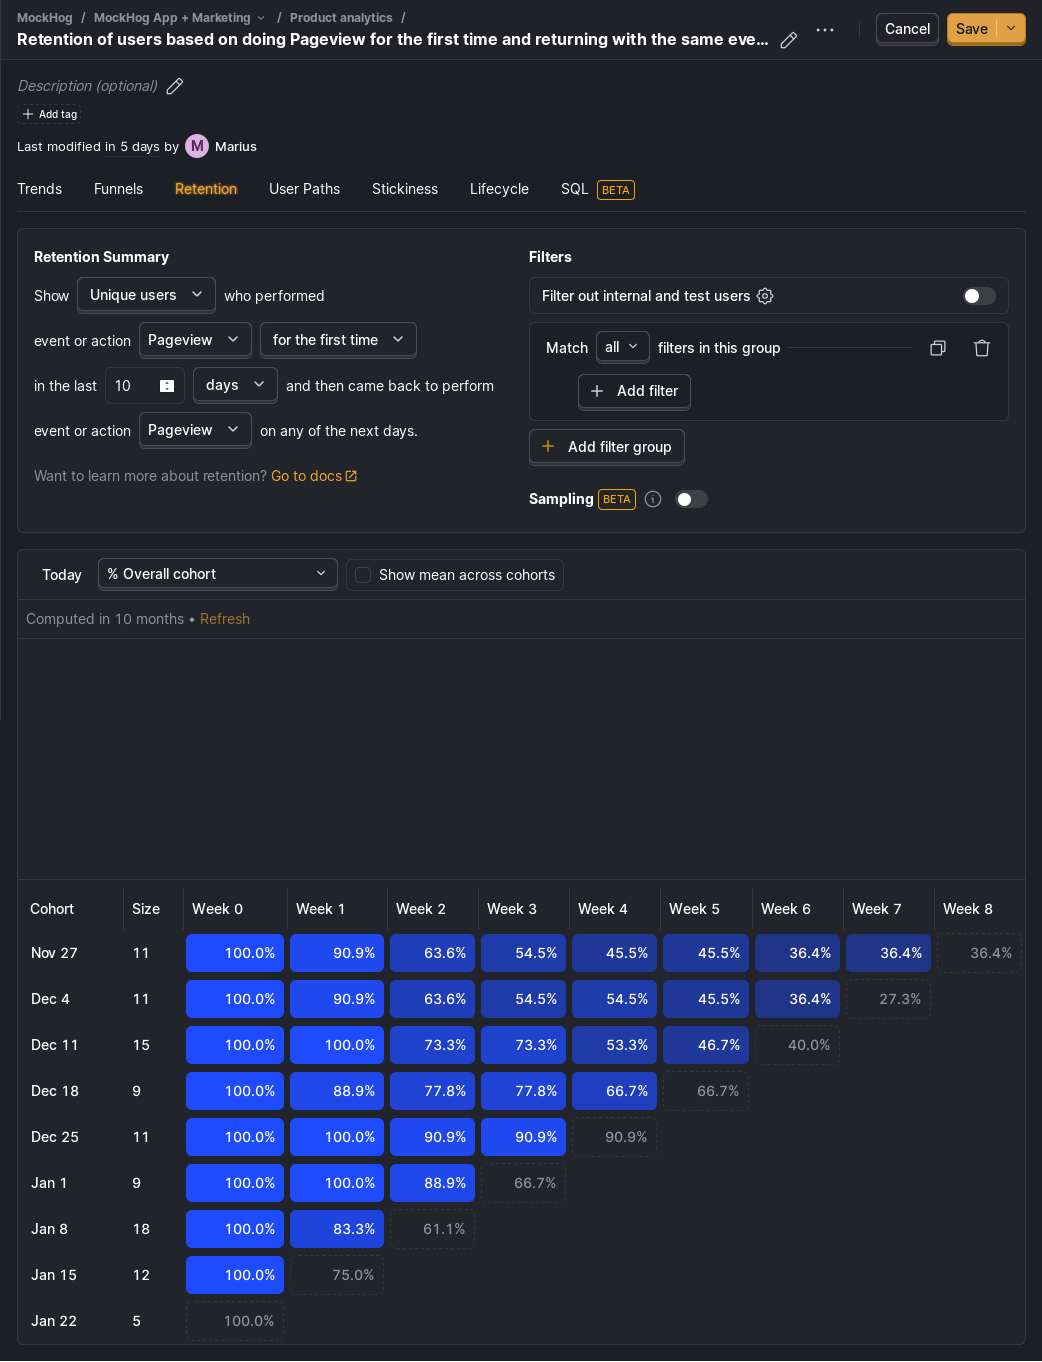 MockHog / MockHog App + Marketing / Product analytics /
Retention of users based on doing Pageview for the first time and returning with the same eve...
Cancel
Save
Description (optional)
Add tag
Last modified in 5 days by M Marius
Trends Funnels Retention User Paths Stickiness Lifecycle SQL BETA
Retention Summary
Show Unique users who performed
event or action Pageview for the first time
in the last 10 days and then came back to perform
event or action Pageview on any of the next days.
Want to learn more about retention? Go to docs
Filters
Filter out internal and test users
Match all filters in this group
Add filter
Add filter group
Sampling BETA
Today % Overall cohort Show mean across cohorts
Computed in 10 months • Refresh
Cohort Size Week 0 Week 1 Week 2 Week 3 Week 4 Week 5 Week 6 Week 7 Week 8
Nov 27 11 100.0% 90.9% 63.6% 54.5% 45.5% 45.5% 36.4% 36.4% 36.4%
Dec 4 11 100.0% 90.9% 63.6% 54.5% 54.5% 45.5% 36.4% 27.3%
Dec 11 15 100.0% 100.0% 73.3% 73.3% 53.3% 46.7% 40.0%
Dec 18 9 100.0% 88.9% 77.8% 77.8% 66.7% 66.7%
Dec 25 11 100.0% 100.0% 90.9% 90.9% 90.9%
Jan 1 9 100.0% 100.0% 88.9% 66.7%
Jan 8 18 100.0% 83.3% 61.1%
Jan 15 12 100.0% 75.0%
Jan 22 5 100.0%